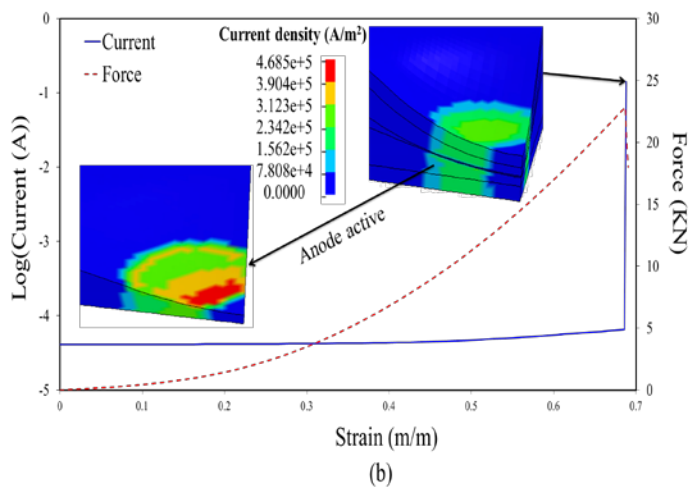 0
-1
-2
-3
-4
-5
Log(Current (A))
Current
Force
Current density (A/m²)
4.685e+5
3.904e+5
3.123e+5
2.342e+5
1.562e+5
7.808e+4
0.0000
Anode active
30
25
20
15
10
5
0
Force (KN)
0 0.1 0.2 0.3 0.4 0.5 0.6 0.7
Strain (m/m)
(b)